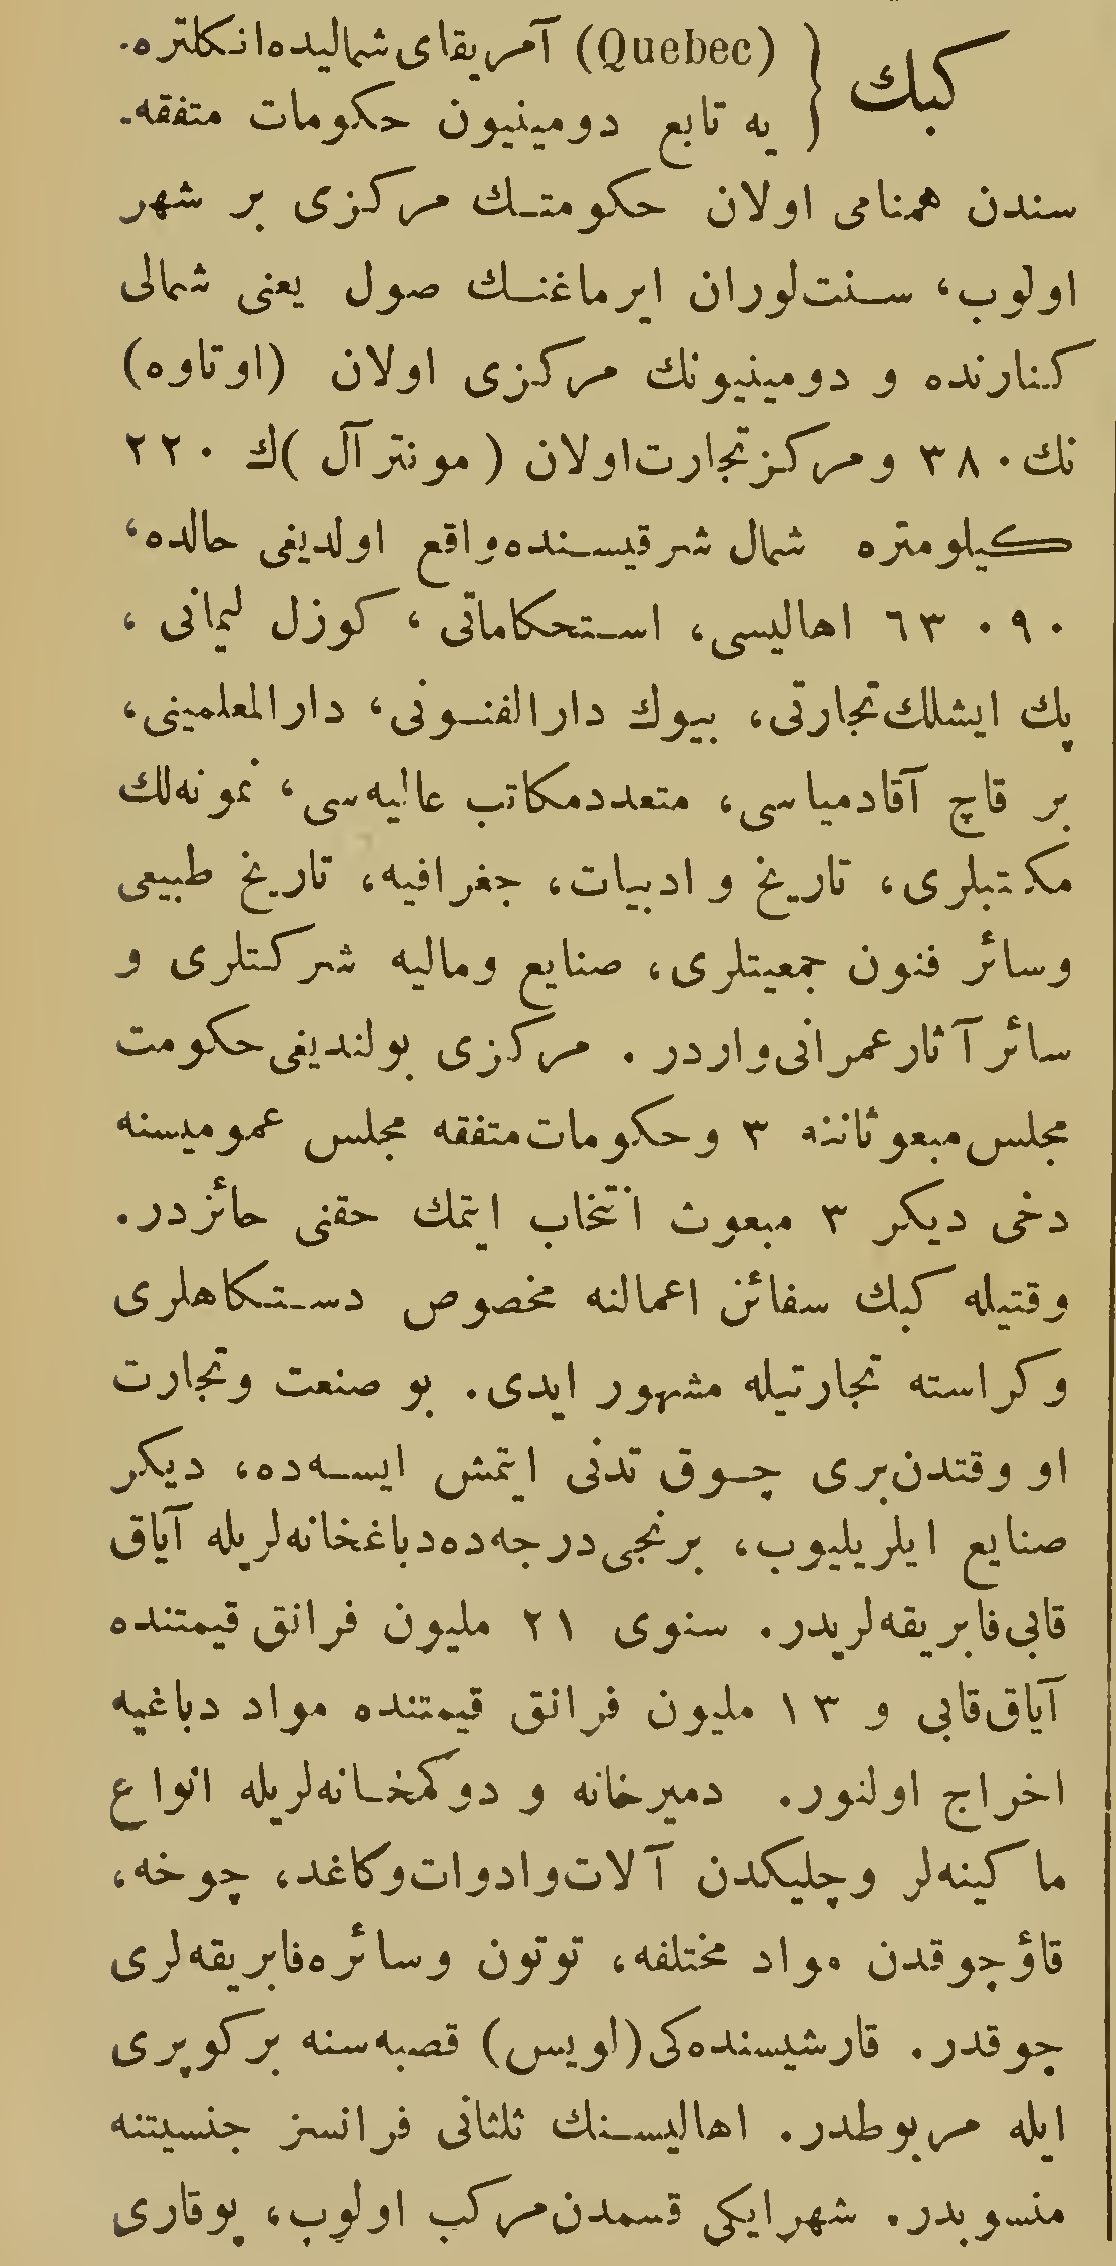 كبك { (Quebec) آمریقای شمالیده انكلتره‌-
یه تابع دومینیون حكومات متفقه‌-
سندن همنامی اولان حكومتك مركزی بر شهر
اولوب، سنت‌لوران ایرماغنك صول یعنی شمالی
كنارنده و دومینیونك مركزی اولان (اوتاوه)
نك ۳۸۰ و مركز تجارت اولان (مونترآل) ك ۲۲۰
كیلومتره شمال شرقیسنده واقع اولدیغی حالده،
۶۳۰۹۰ اهالیسی، استحكاماتی، كوزل لیمانی،
پك ایشلك تجارتی، بیوك دارالفنونی، دارالمعلمینی،
بر قاچ آقادمیاسی، متعدد مكاتب عالیه‌سی، نمونه‌لك
مكتبلری، تاریخ و ادبیات، جغرافیه، تاریخ طبیعی
وسائر فنون جمعیتلری، صنایع ومالیه شركتلری و
سائر آثار عمرانی واردر. مركزی بولندیغی حكومت
مجلس مبعوثاننه ۳ وحكومات متفقه مجلس عمومیسنه
دخی دیكر ۳ مبعوث انتخاب ایتمك حقنی حائزدر.
وقتیله كبك سفائن اعمالنه مخصوص دستكاهلری
وكراسته تجارتیله مشهور ایدی. بو صنعت وتجارت
او وقتدن بری چوق تدنی ایتمش ایسه‌ده، دیكر
صنایع ایلریلیوب، برنجی درجه‌ده دباغخانه‌لریله آیاق
قابی فابریقه‌لریدر. سنوی ۲۱ ملیون فرانق قیمتنده
آیاق‌قابی و ۱۳ ملیون فرانق قیمتنده مواد دباغیه
اخراج اولنور. دمیرخانه و دوكمخانه‌لریله انواع
ماكینه‌لر وچلیكدن آلات وادوات وكاغد، چوخه،
قاؤچوقدن مواد مختلفه، توتون وسائره فابریقه‌لری
چوقدر. قارشیسنده‌كی (اویس) قصبه‌سنه بر كوپری
ایله مربوطدر. اهالیسنك ثلثانی فرانسز جنسیتنه
منسوبدر. شهر ایكی قسمدن مركب اولوب، یوقاری